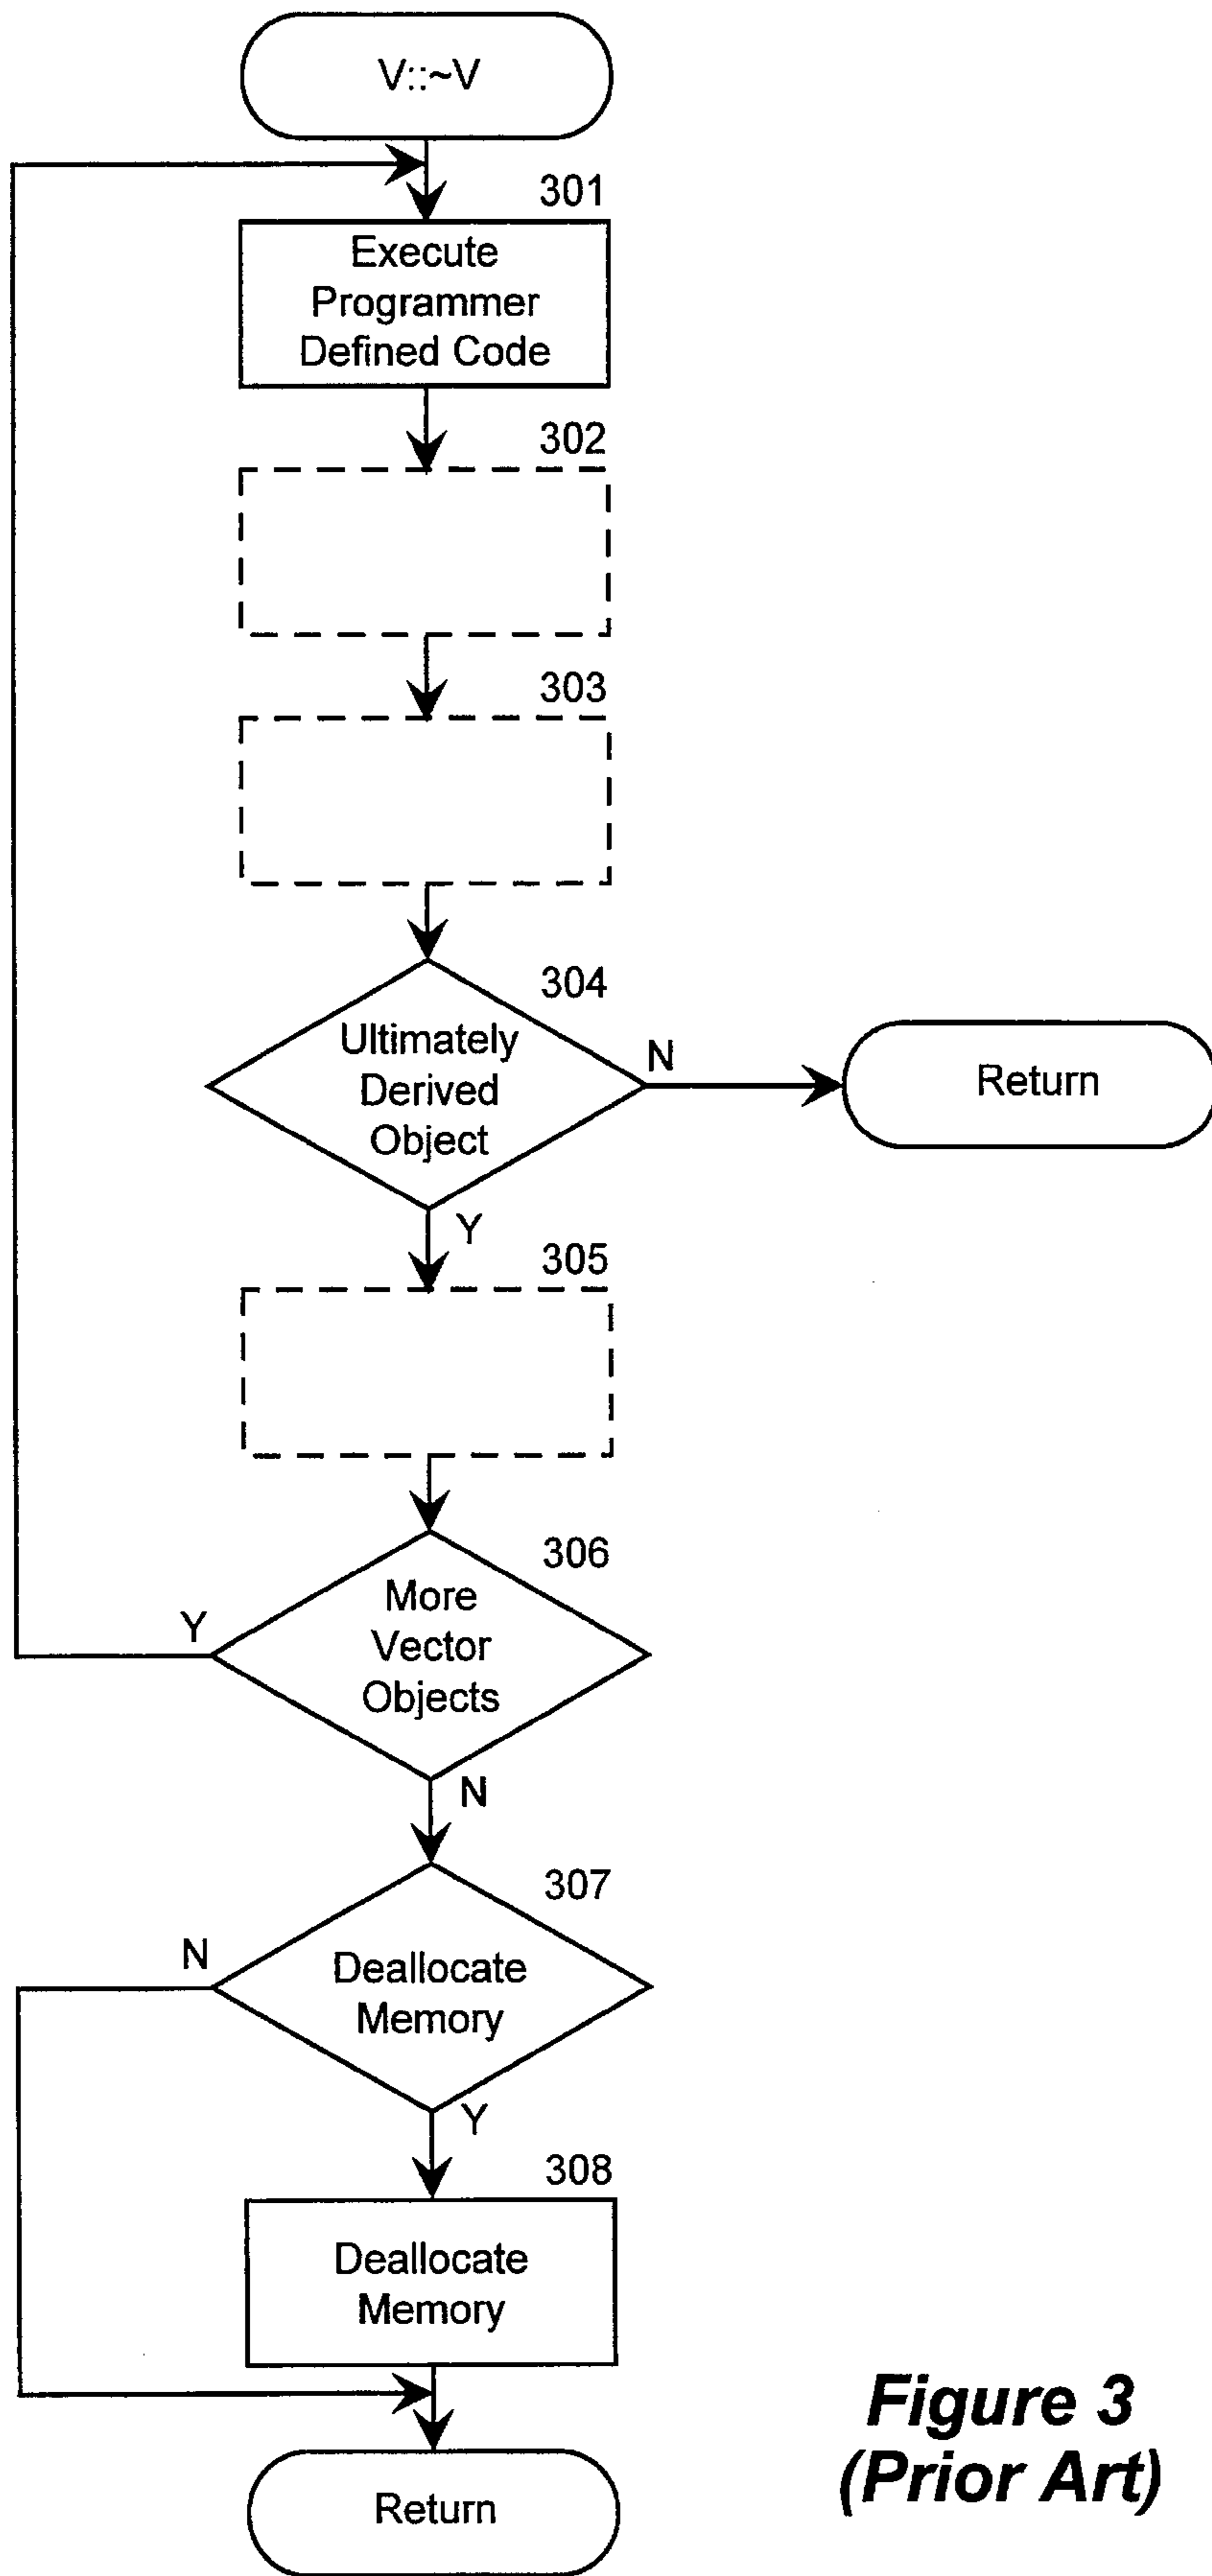 V::~V
301
Execute
Programmer
Defined Code
302
303
304
Ultimately
Derived
Object
N
Return
Y
305
306
More
Vector
Objects
Y
N
307
Deallocate
Memory
N
Y
308
Deallocate
Memory
Return
Figure 3
(Prior Art)